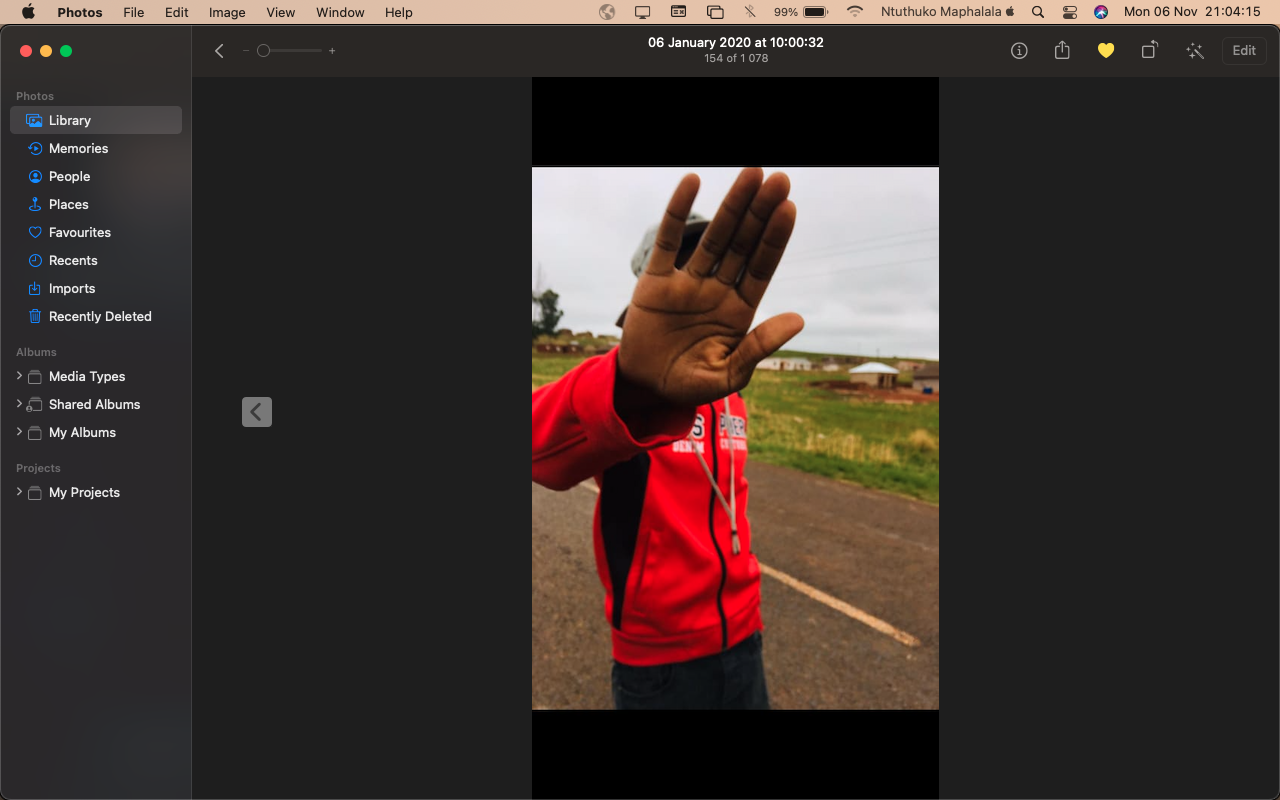 Photos File Edit Image View Window Help 99% Ntuthuko Maphalala Mon 06 Nov 21:04:15
06 January 2020 at 10:00:32
154 of 1 078
Edit
Photos
Library
Memories
People
Places
Favourites
Recents
Imports
Recently Deleted
Albums
Media Types
Shared Albums
My Albums
Projects
My Projects
DENIM